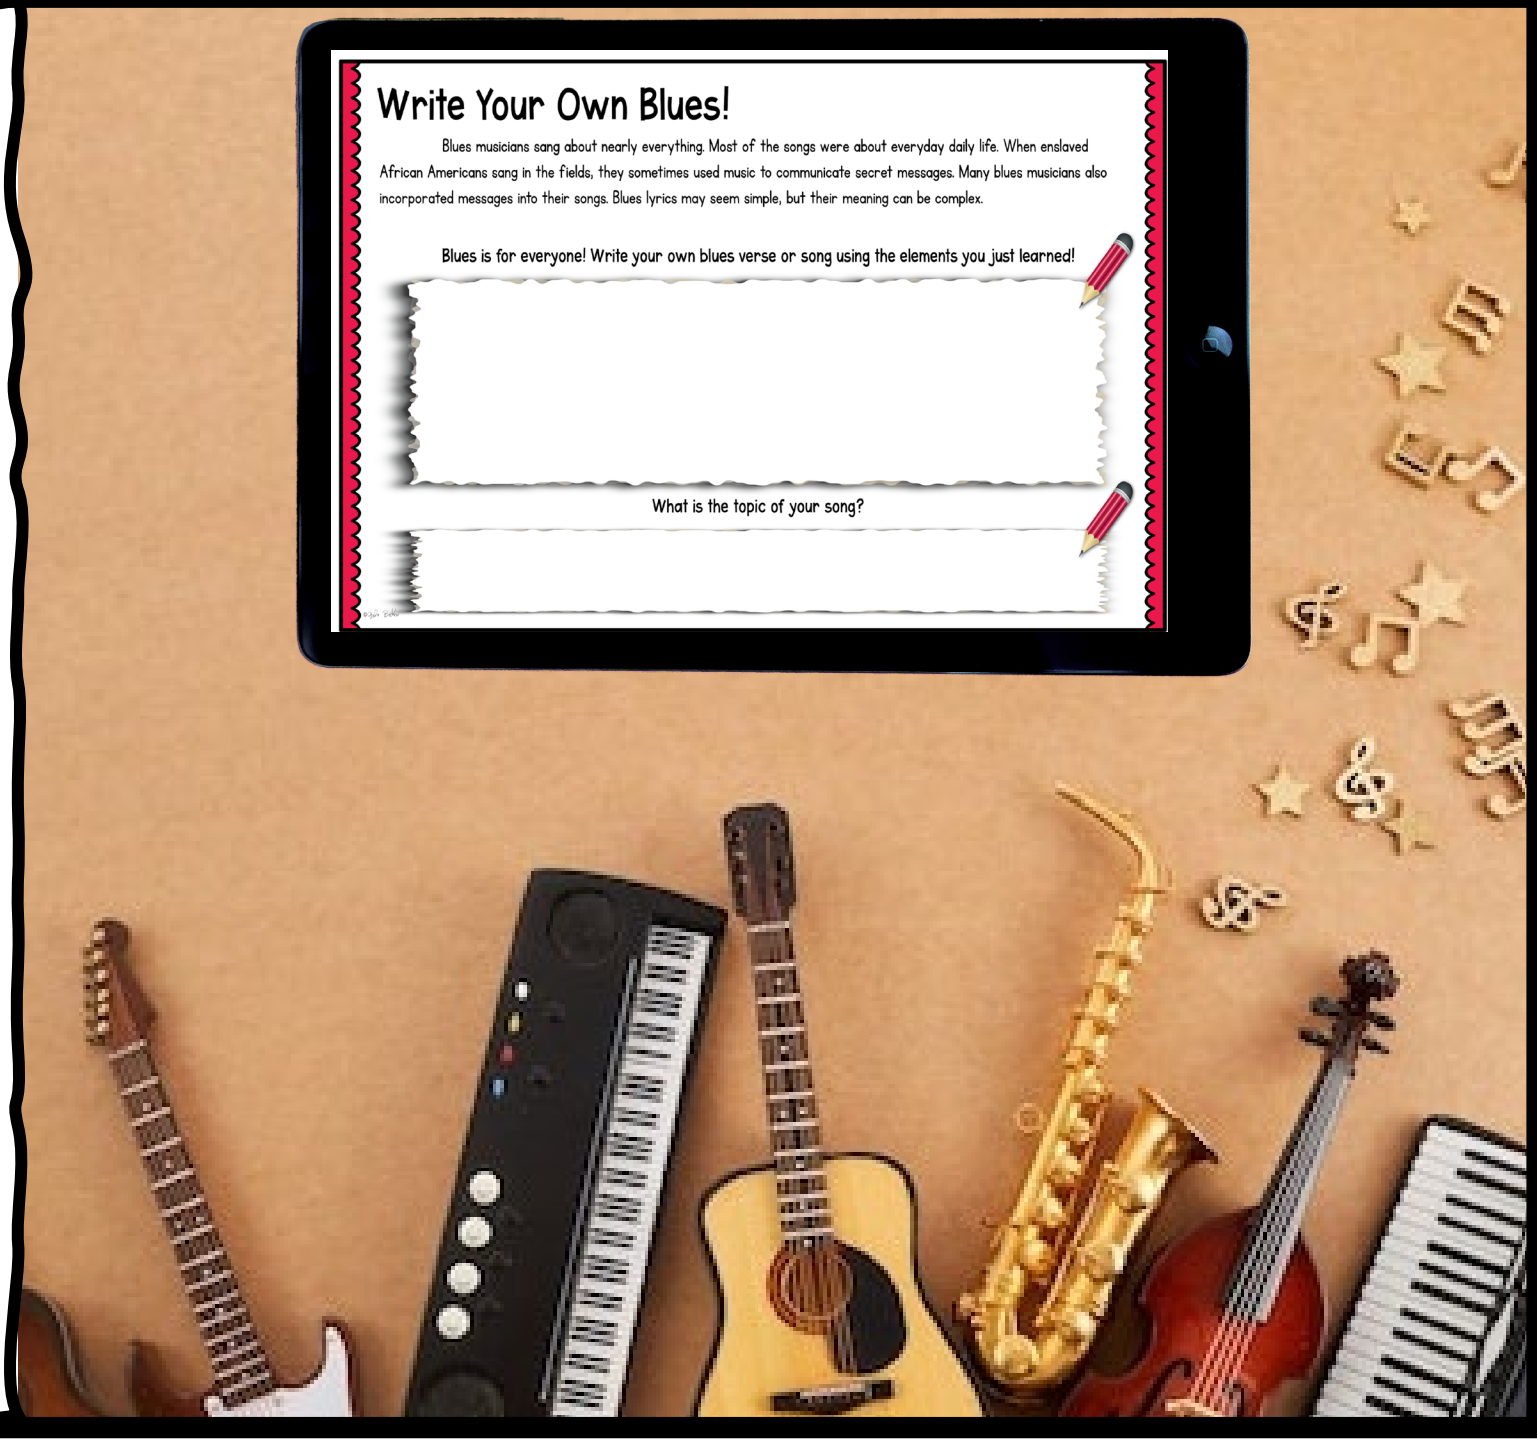 Write Your Own Blues!
Blues musicians sang about nearly everything. Most of the songs were about everyday daily life. When enslaved
African Americans sang in the fields, they sometimes used music to communicate secret messages. Many blues musicians also
incorporated messages into their songs. Blues lyrics may seem simple, but their meaning can be complex.
Blues is for everyone! Write your own blues verse or song using the elements you just learned!
What is the topic of your song?